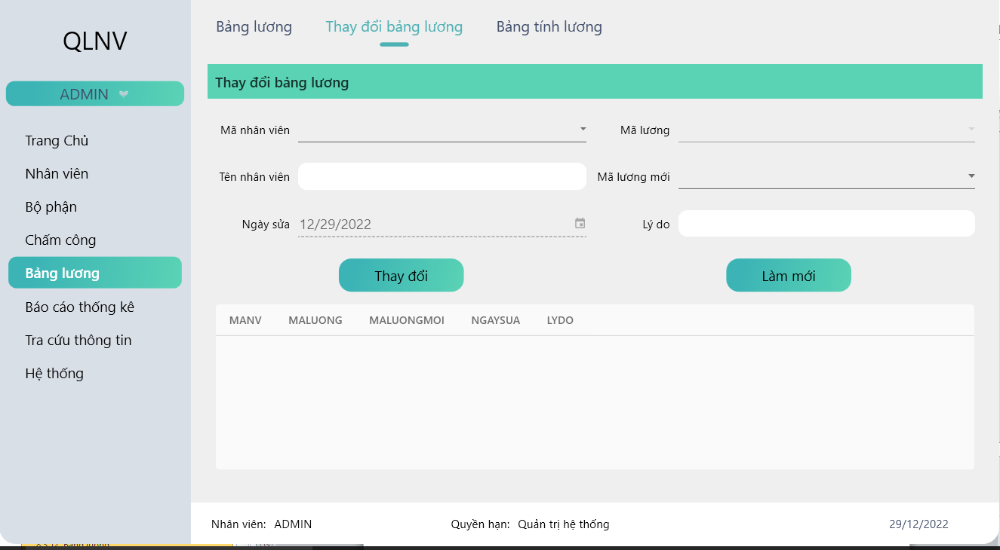 QLNV
ADMIN
Trang Chủ
Nhân viên
Bộ phận
Chấm công
Bảng lương
Báo cáo thống kê
Tra cứu thông tin
Hệ thống
Bảng lương Thay đổi bảng lương Bảng tính lương
Thay đổi bảng lương
Mã nhân viên Mã lương
Tên nhân viên Mã lương mới
Ngày sửa 12/29/2022 Lý do
Thay đổi Làm mới
MANV MALUONG MALUONGMOI NGAYSUA LYDO
Nhân viên: ADMIN Quyền hạn: Quản trị hệ thống 29/12/2022